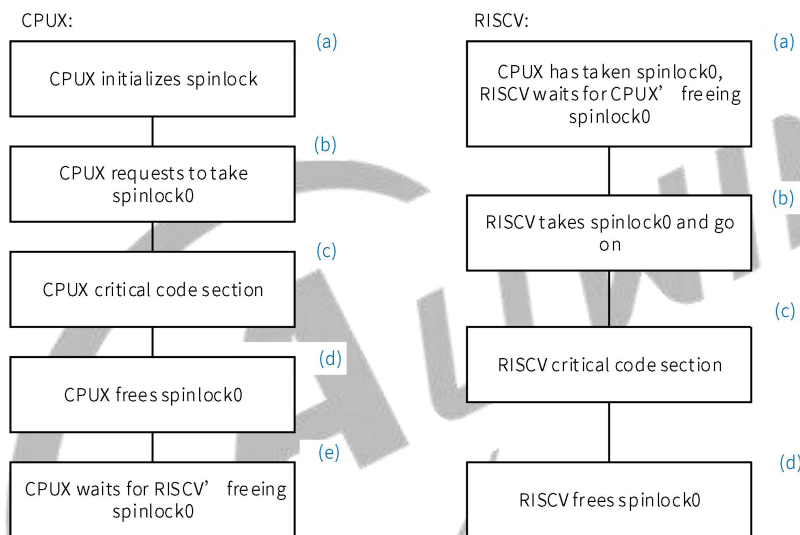 CPUX:
(a)
CPUX initializes spinlock
(b)
CPUX requests to take
spinlock0
(c)
CPUX critical code section
(d)
CPUX frees spinlock0
(e)
CPUX waits for RISCV’ freeing
spinlock0
RISCV:
(a)
CPUX has taken spinlock0,
RISCV waits for CPUX’ freeing
spinlock0
(b)
RISCV takes spinlock0 and go
on
(c)
RISCV critical code section
(d)
RISCV frees spinlock0